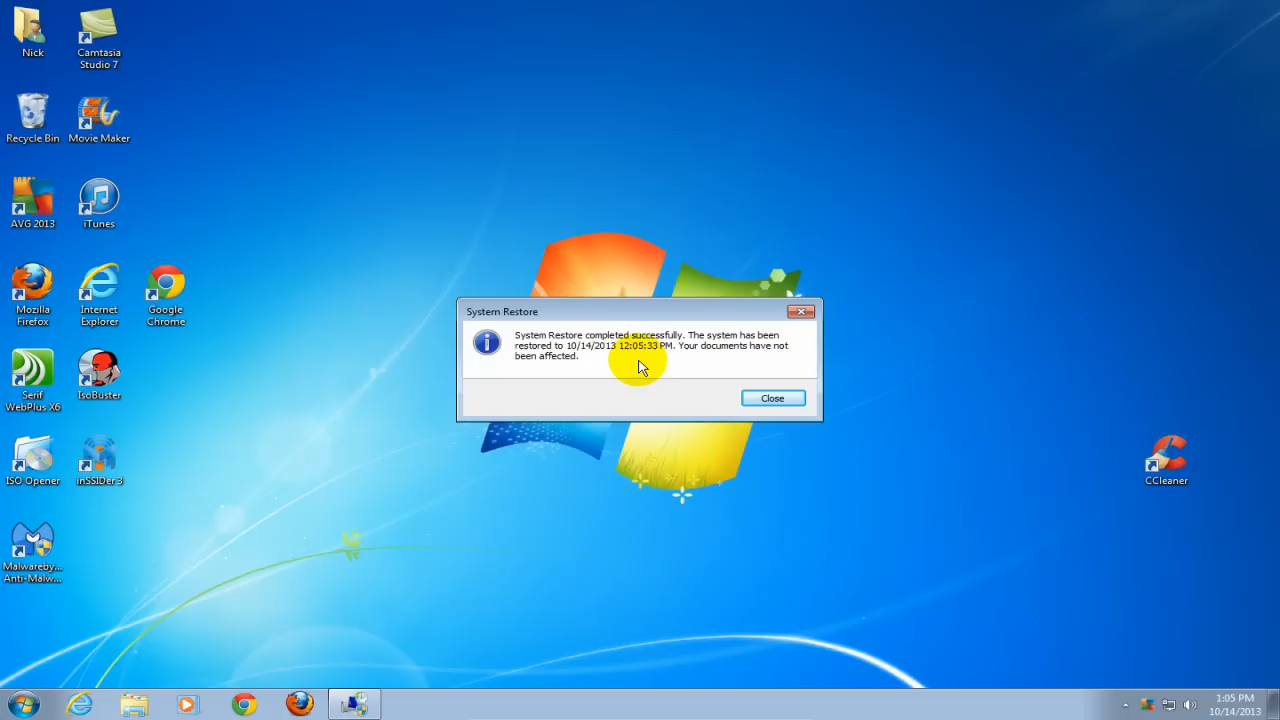 Nick
Camtasia
Studio 7
Recycle Bin
Movie Maker
AVG 2013
iTunes
Mozilla
Firefox
Internet
Explorer
Google
Chrome
Serif
WebPlus X6
IsoBuster
ISO Opener
inSSIDer 3
Malwareby...
Anti-Malw...
System Restore
System Restore completed successfully. The system has been
restored to 10/14/2013 12:05:33 PM. Your documents have not
been affected.
Close
CCleaner
1:05 PM
10/14/2013